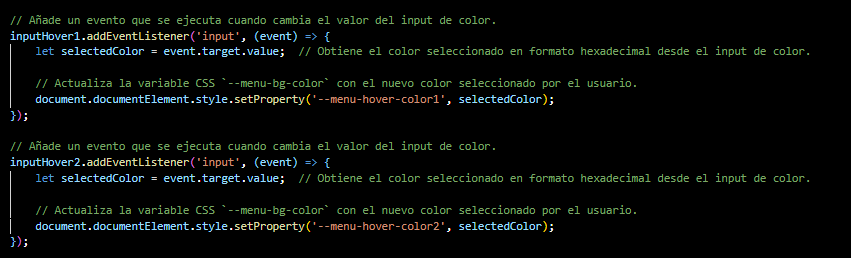 // Añade un evento que se ejecuta cuando cambia el valor del input de color.
inputHover1.addEventListener('input', (event) => {
    let selectedColor = event.target.value;  // Obtiene el color seleccionado en formato hexadecimal desde el input de color.

    // Actualiza la variable CSS `--menu-bg-color` con el nuevo color seleccionado por el usuario.
    document.documentElement.style.setProperty('--menu-hover-color1', selectedColor);
});

// Añade un evento que se ejecuta cuando cambia el valor del input de color.
inputHover2.addEventListener('input', (event) => {
    let selectedColor = event.target.value;  // Obtiene el color seleccionado en formato hexadecimal desde el input de color.

    // Actualiza la variable CSS `--menu-bg-color` con el nuevo color seleccionado por el usuario.
    document.documentElement.style.setProperty('--menu-hover-color2', selectedColor);
});